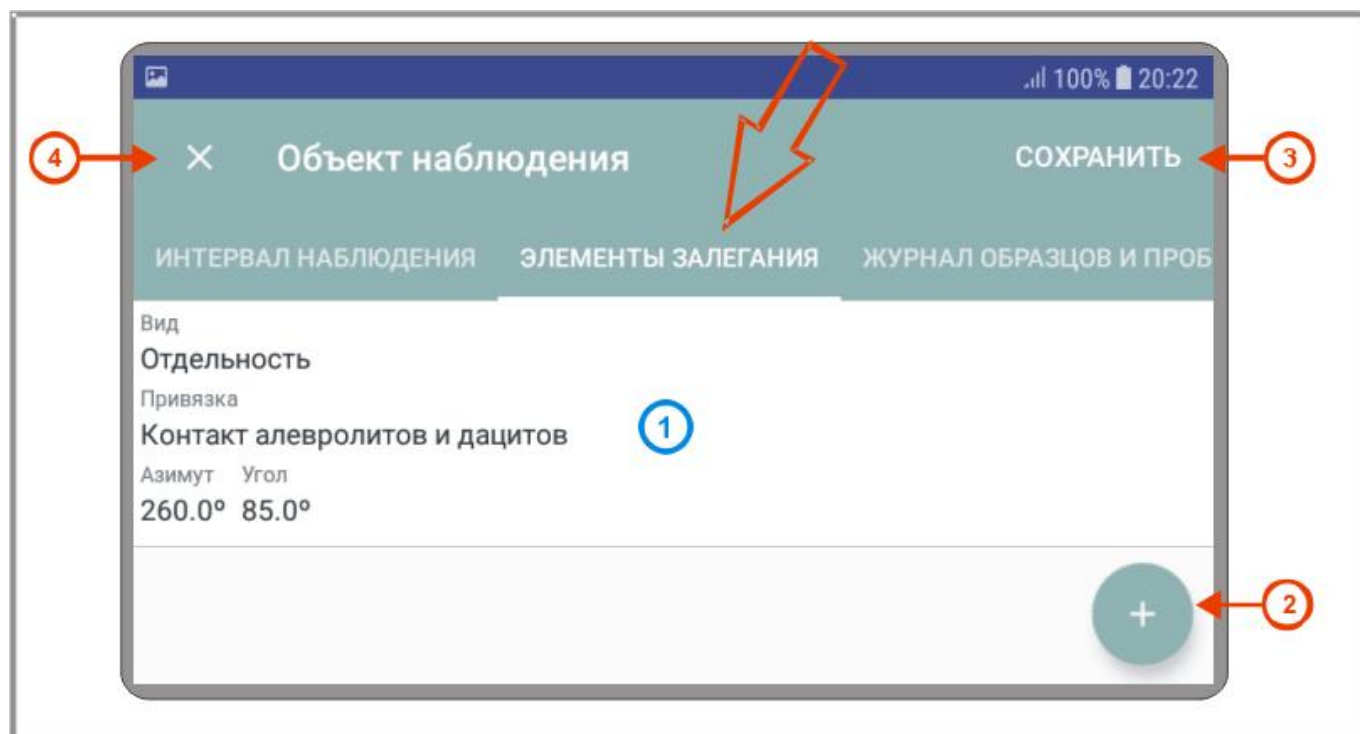 100% 20:22
4 Объект наблюдения СОХРАНИТЬ 3
ИНТЕРВАЛ НАБЛЮДЕНИЯ ЭЛЕМЕНТЫ ЗАЛЕГАНИЯ ЖУРНАЛ ОБРАЗЦОВ И ПРОБ
Вид
Отдельность
Привязка
Контакт алевролитов и дацитов 1
Азимут Угол
260.0º 85.0º
+ 2